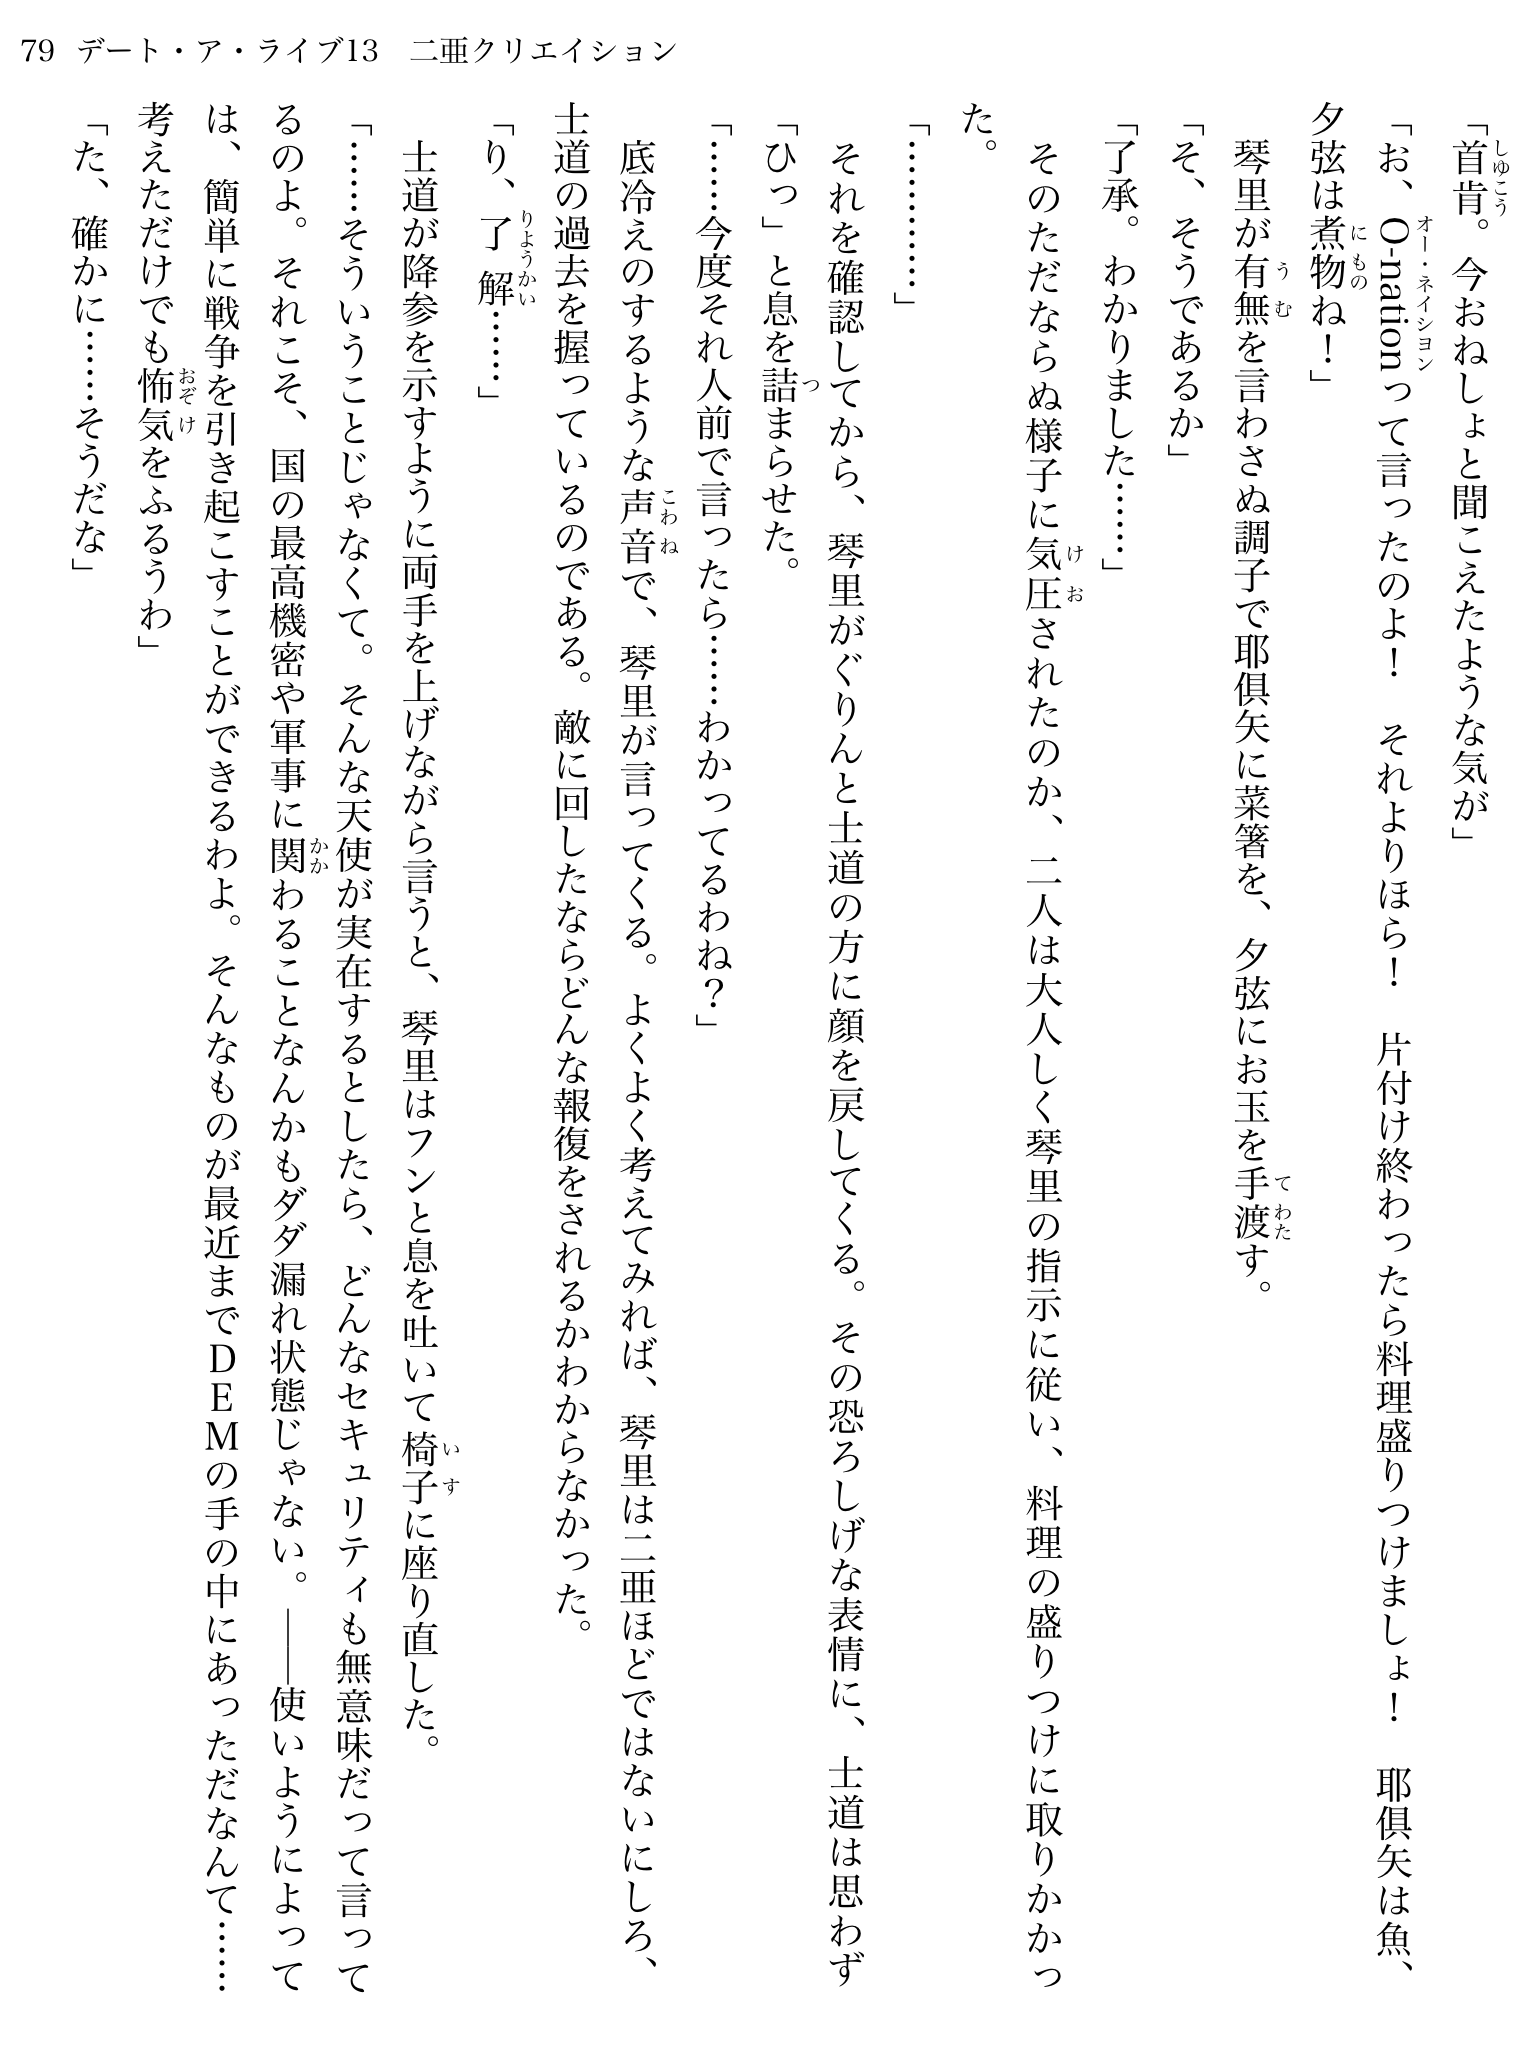 79 デート・ア・ライブ13　二亜クリエイション
「首肯。今おねしょと聞こえたような気が」
「お、O-nationって言ったのよ！　それよりほら！　片付け終わったら料理盛りつけましょ！　耶倶矢は魚、
夕弦は煮物ね！」
　琴里が有無を言わさぬ調子で耶倶矢に菜箸を、夕弦にお玉を手渡す。
「そ、そうであるか」
「了承。わかりました……」
　そのただならぬ様子に気圧されたのか、二人は大人しく琴里の指示に従い、料理の盛りつけに取りかかっ
た。
「…………」
　それを確認してから、琴里がぐりんと士道の方に顔を戻してくる。その恐ろしげな表情に、士道は思わず
「ひっ」と息を詰まらせた。
「……今度それ人前で言ったら……わかってるわね？」
　底冷えのするような声音で、琴里が言ってくる。よくよく考えてみれば、琴里は二亜ほどではないにしろ、
士道の過去を握っているのである。敵に回したならどんな報復をされるかわからなかった。
「り、了解……」
　士道が降参を示すように両手を上げながら言うと、琴里はフンと息を吐いて椅子に座り直した。
「……そういうことじゃなくて。そんな天使が実在するとしたら、どんなセキュリティも無意味だって言って
るのよ。それこそ、国の最高機密や軍事に関わることなんかもダダ漏れ状態じゃない。――使いようによって
は、簡単に戦争を引き起こすことができるわよ。そんなものが最近までＤＥＭの手の中にあっただなんて……
考えただけでも怖気をふるうわ」
「た、確かに……そうだな」